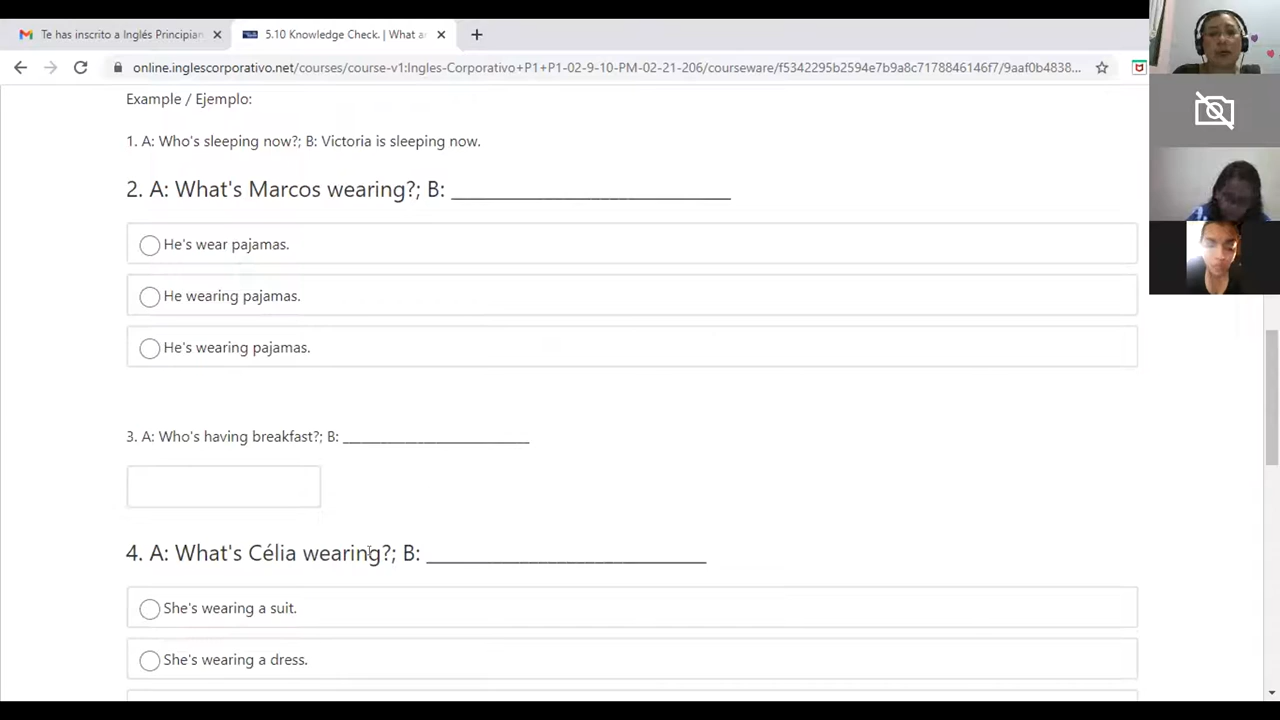 Te has inscrito a Inglés Principian
5.10 Knowledge Check. | What a
online.inglescorporativo.net/courses/course-v1:Ingles-Corporativo+P1+P1-02-9-10-PM-02-21-206/courseware/f5342295b2594e7b9a8c7178846146f7/9aaf0b4838...
Example / Ejemplo:
1. A: Who's sleeping now?; B: Victoria is sleeping now.
2. A: What's Marcos wearing?; B: ______________________________
He's wear pajamas.
He wearing pajamas.
He's wearing pajamas.
3. A: Who's having breakfast?; B: ______________________________
4. A: What's Célia wearing?; B: ______________________________
She's wearing a suit.
She's wearing a dress.